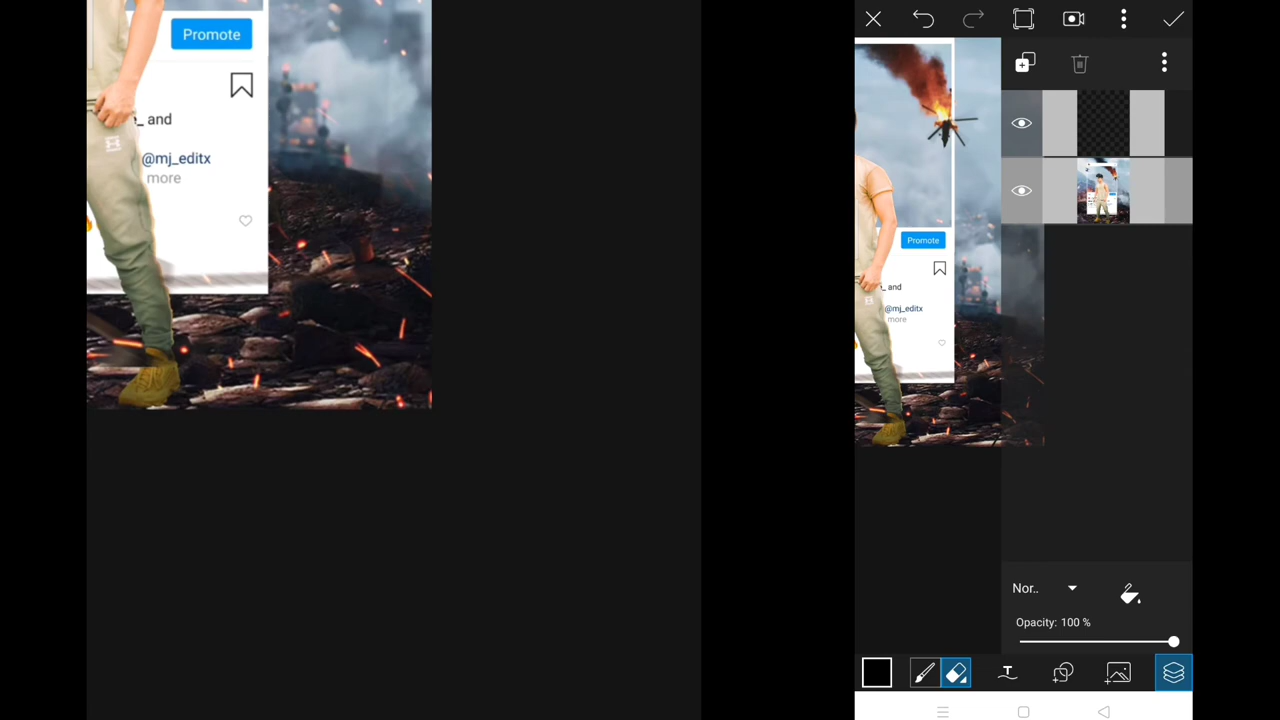 Promote
_ and
@mj_editx
more
Promote
_ and
@mj_editx
more
Nor..
Opacity: 100 %
T